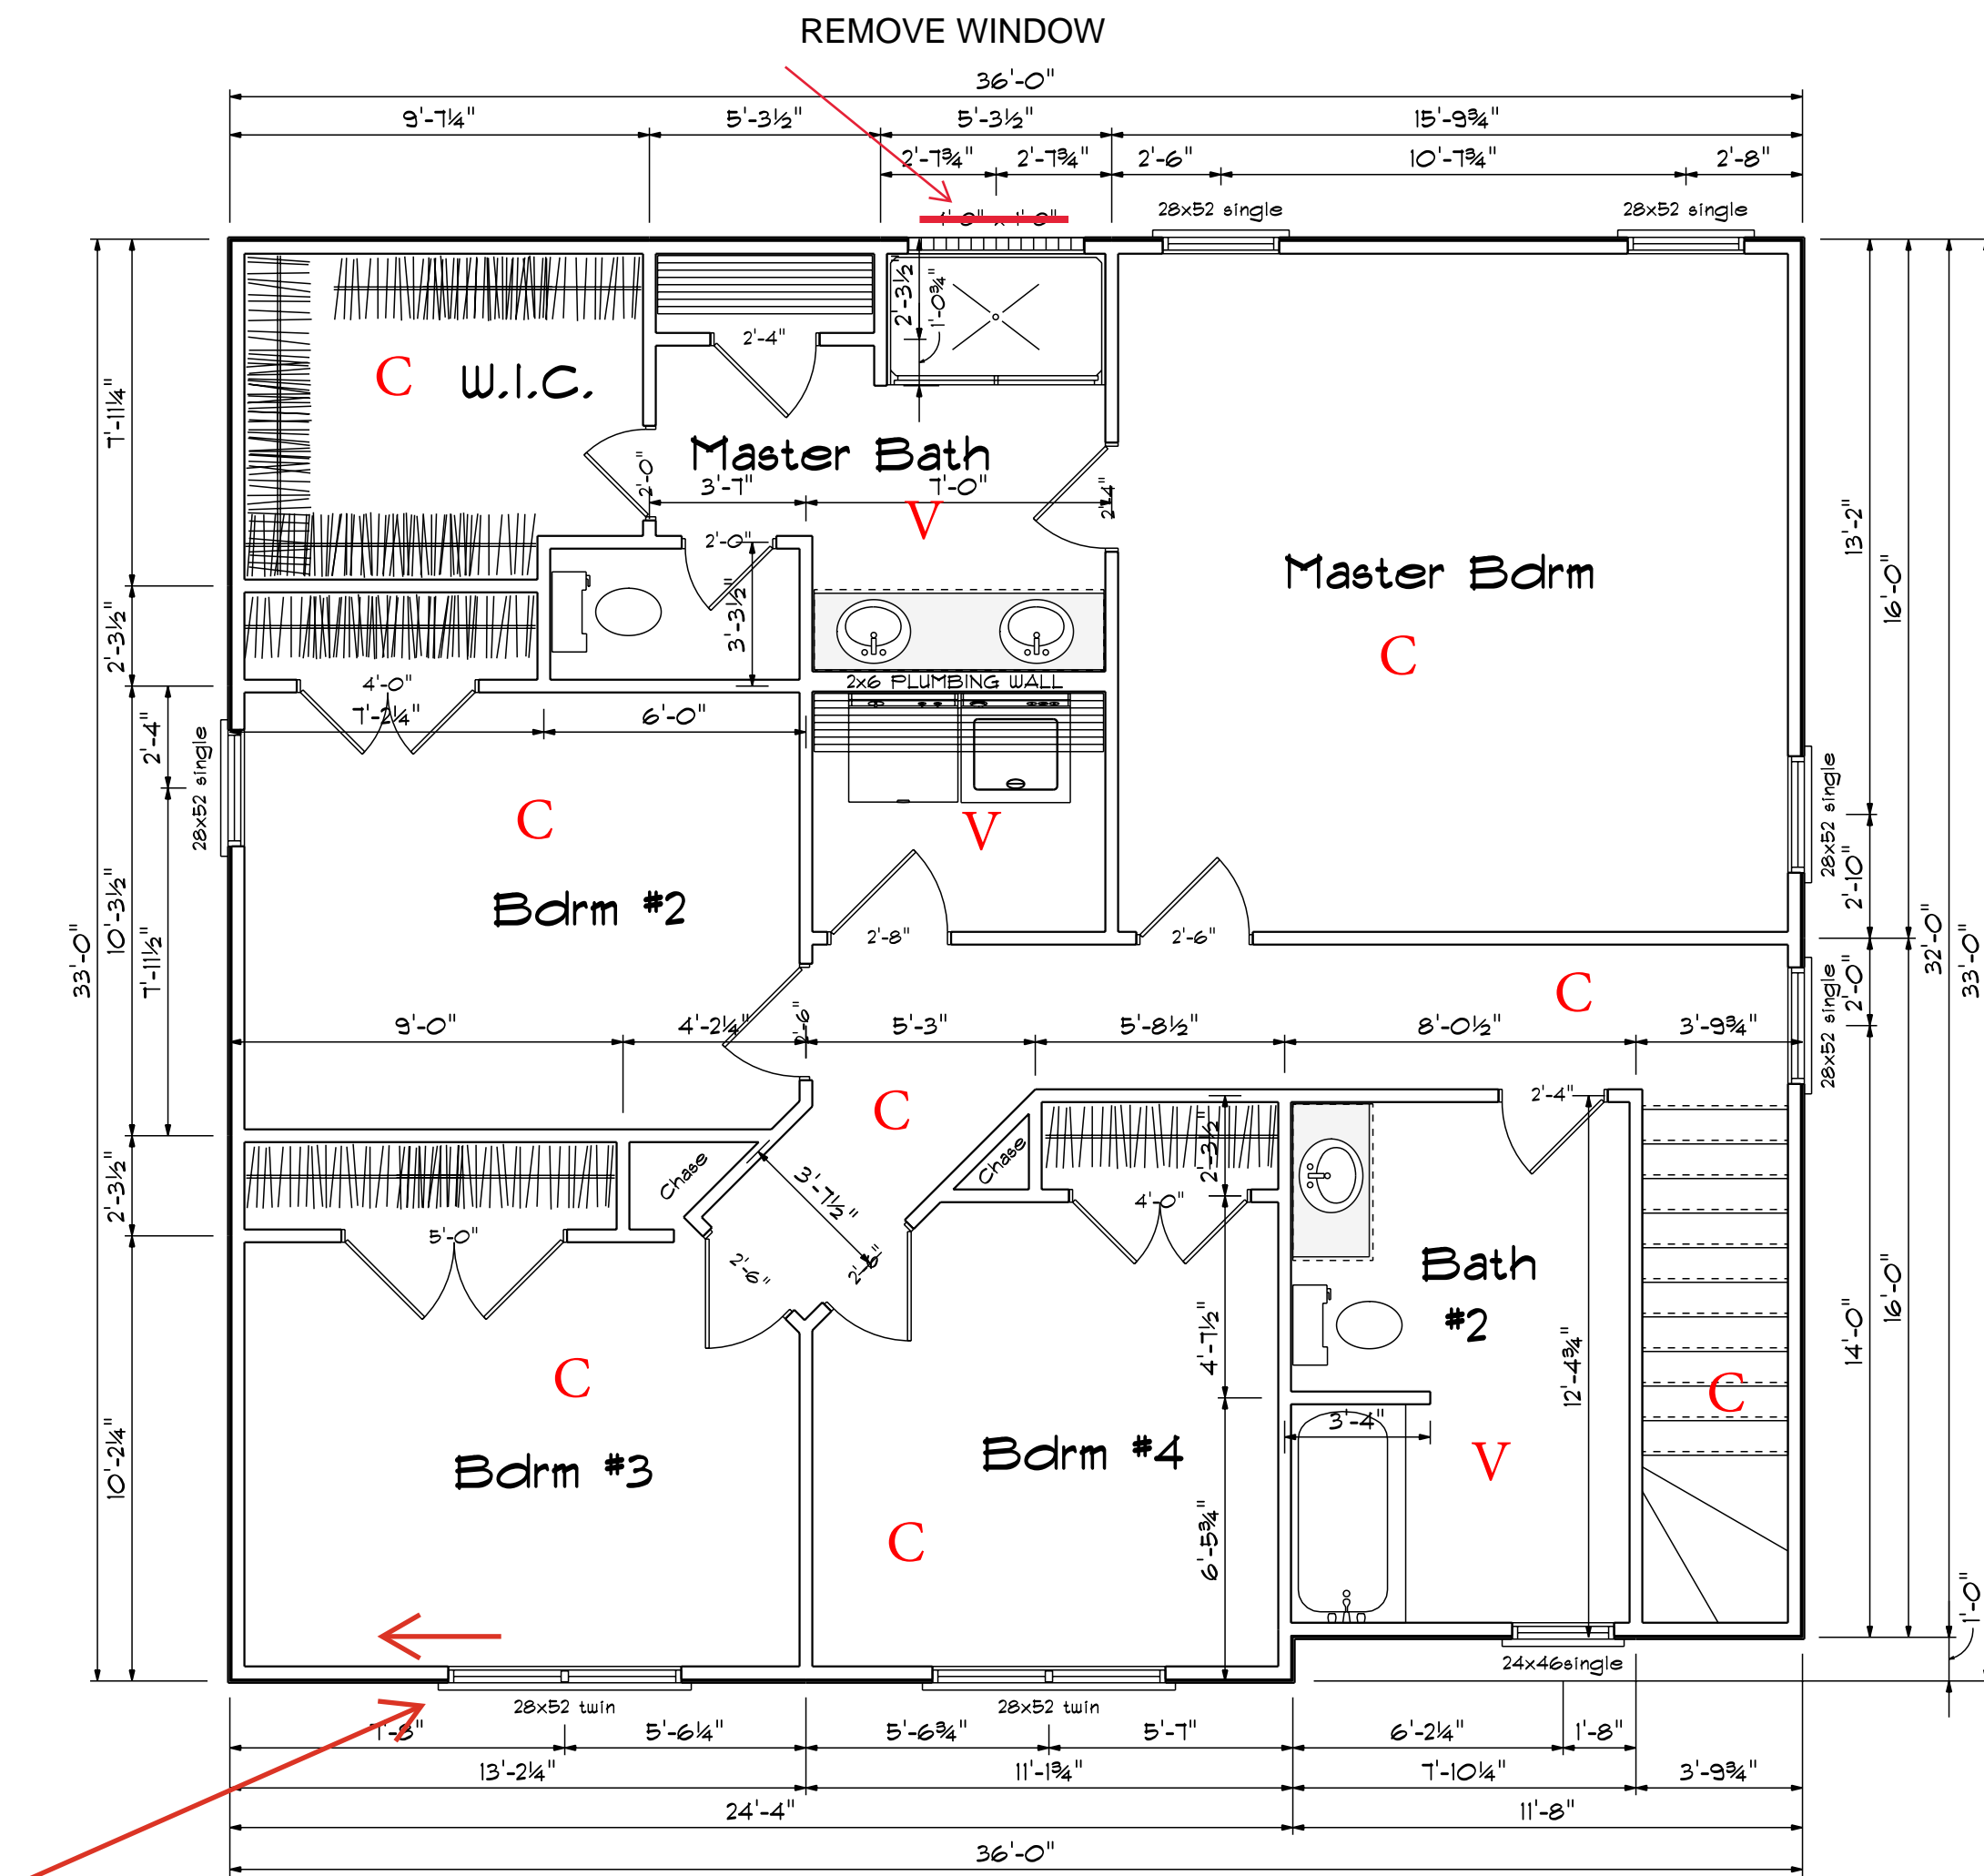 REMOVE WINDOW
36'-0"
9'-7¼" 5'-3½" 5'-3½" 15'-9¾"
2'-7¾" 2'-7¾" 2'-6" 10'-7¾" 2'-8"
28x52 single 28x52 single
2'-3½" 1'-0¾"
2'-4"
C W.I.C.
7'-11¼"
Master Bath
2'-0" 3'-7" 7'-0" 2'-4"
V
2'-0"
13'-2"
Master Bdrm
16'-0"
3'-3½"
2'-3½"
C
4'-0"
2x6 PLUMBING WALL
7'-2¼" 6'-0"
2'-4"
28x52 single
C
V
28x52 single
2'-10"
Bdrm #2
10'-3½"
7'-11½"
33'-0"
2'-8" 2'-6"
32'-0"
33'-0"
C
2'-0"
28x52 single
9'-0" 4'-2¼" 2'-6" 5'-3" 5'-8½" 8'-0½" 3'-9¾"
C
2'-4"
2'-3½"
2'-3½"
Chase
Chase
3'-7½"
4'-0"
5'-0"
2'-6"
2'-6"
Bath
#2
16'-0"
14'-0"
4'-7½"
12'-4¾"
C
C
3'-4"
Bdrm #3
Bdrm #4
V
10'-2¼"
C
6'-5¾"
1'-0"
24x46single
28x52 twin 28x52 twin
7'-8" 5'-6¼" 5'-6¾" 5'-7" 6'-2¼" 1'-8"
13'-2¼" 11'-1¾" 7'-10¼" 3'-9¾"
24'-4" 11'-8"
36'-0"